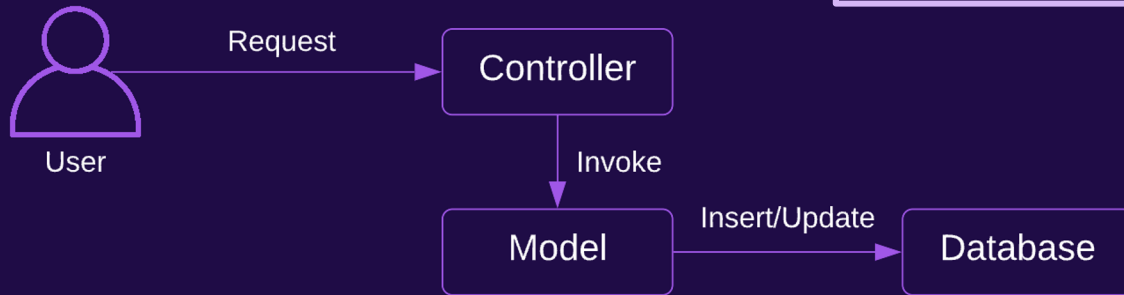 Request
Controller
User
Invoke
Insert/Update
Model
Database